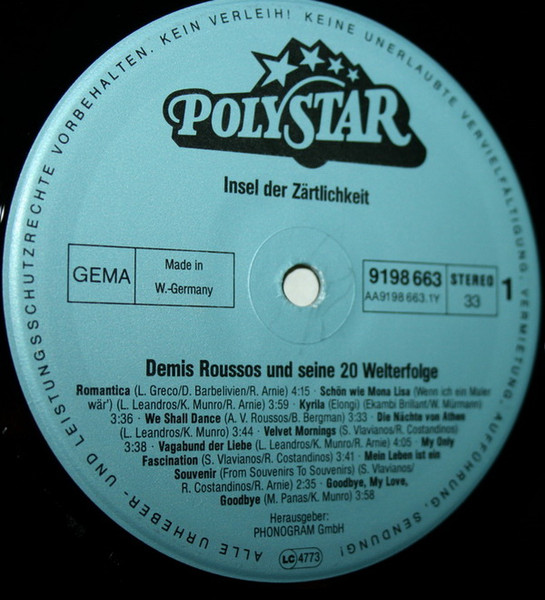 ALLE URHEBER- UND LEISTUNGSSCHUTZRECHTE VORBEHALTEN. KEIN VERLEIH! KEINE UNERLAUBTE VERVIELFÄLTIGUNG, VERMIETUNG, AUFFÜHRUNG, SENDUNG!
POLYSTAR
Insel der Zärtlichkeit
GEMA
Made in
W.-Germany
9198 663
STEREO
1
AA9198 663.1Y
33
Demis Roussos und seine 20 Welterfolge
Romantica (L. Greco/D. Barbelivien/R. Arnie) 4:15 · Schön wie Mona Lisa (Wenn ich ein Maler
wär') (L. Leandros/K. Munro/R. Arnie) 3:59 · Kyrila (Elongi) (Ekambi Brillant/W. Mürmann)
3:36 · We Shall Dance (A. V. Roussos/B. Bergman) 3:33 · Die Nächte von Athen
(L. Leandros/K. Munro) 3:44 · Velvet Mornings (S. Vlavianos/R. Costandinos)
3:38 · Vagabund der Liebe (L. Leandros/K. Munro/R. Arnie) 4:05 · My Only
Fascination (S. Vlavianos/R. Costandinos) 3:41 · Mein Leben ist ein
Souvenir (From Souvenirs To Souvenirs) (S. Vlavianos/
R. Costandinos/R. Arnie) 2:35 · Goodbye, My Love,
Goodbye (M. Panas/K. Munro) 3:58
Herausgeber:
PHONOGRAM GmbH
LC 4773